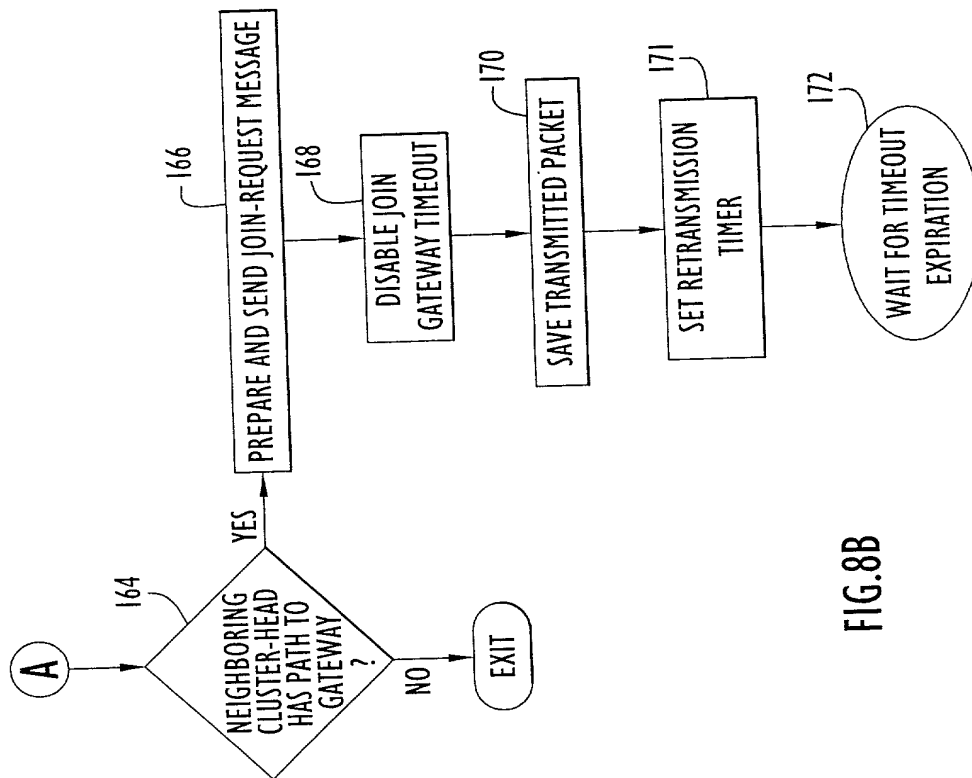 A
164
NEIGHBORING
CLUSTER-HEAD
HAS PATH TO
GATEWAY
?
YES
NO
EXIT
166
PREPARE AND SEND JOIN-REQUEST MESSAGE
168
DISABLE JOIN
GATEWAY TIMEOUT
170
SAVE TRANSMITTED PACKET
171
SET RETRANSMISSION
TIMER
172
WAIT FOR TIMEOUT
EXPIRATION
FIG.8B